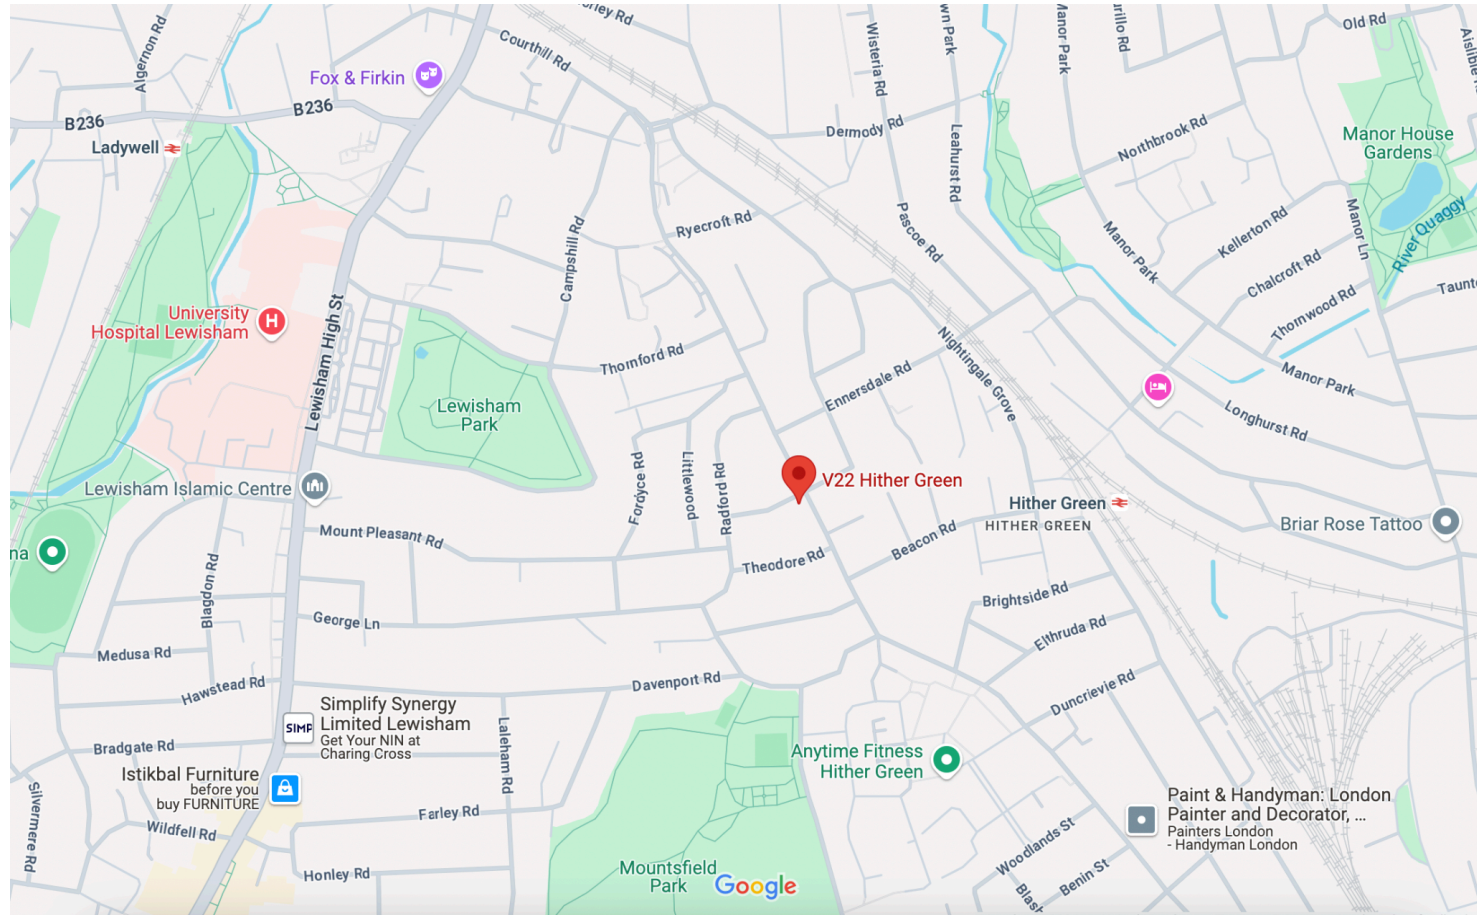 Algernon Rd
Courthill Rd
Wisteria Rd
Manor Park
Old Rd
Fox & Firkin
B236
B236
Ladywell
Dermody Rd
Leahurst Rd
Northbrook Rd
Manor House
Gardens
Ryecroft Rd
Campshill Rd
Pascoe Rd
Manor Park
Kellerton Rd
Manor Ln
River Quaggy
Chalcroft Rd
Thornwood Rd
University
Hospital Lewisham
Lewisham High St
Thornford Rd
Nightingale Grove
Ennersdale Rd
Manor Park
Longhurst Rd
Lewisham
Park
Fordyce Rd
Littlewood
Radford Rd
V22 Hither Green
Lewisham Islamic Centre
Hither Green
HITHER GREEN
Briar Rose Tattoo
na
Mount Pleasant Rd
Theodore Rd
Beacon Rd
Blagdon Rd
George Ln
Brightside Rd
Elthruda Rd
Medusa Rd
Hawstead Rd
Davenport Rd
Duncrievie Rd
Simplify Synergy
Limited Lewisham
Get Your NIN at
Charing Cross
SIMP
Laleham Rd
Bradgate Rd
Anytime Fitness
Hither Green
Istikbal Furniture
before you
buy FURNITURE
Silvermere Rd
Wildfell Rd
Farley Rd
Paint & Handyman: London
Painter and Decorator, ...
Painters London
- Handyman London
Woodlands St
Honley Rd
Mountsfield
Park
Google
Benin St